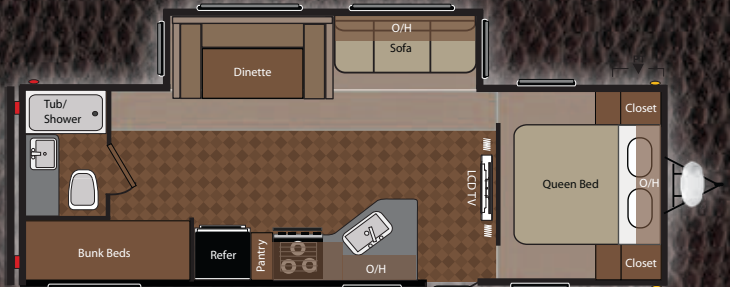 O/H
Sofa
Dinette
Tub/
Shower
Closet
LCD TV
Queen Bed
O/H
Bunk Beds
Refer
Pantry
O/H
Closet